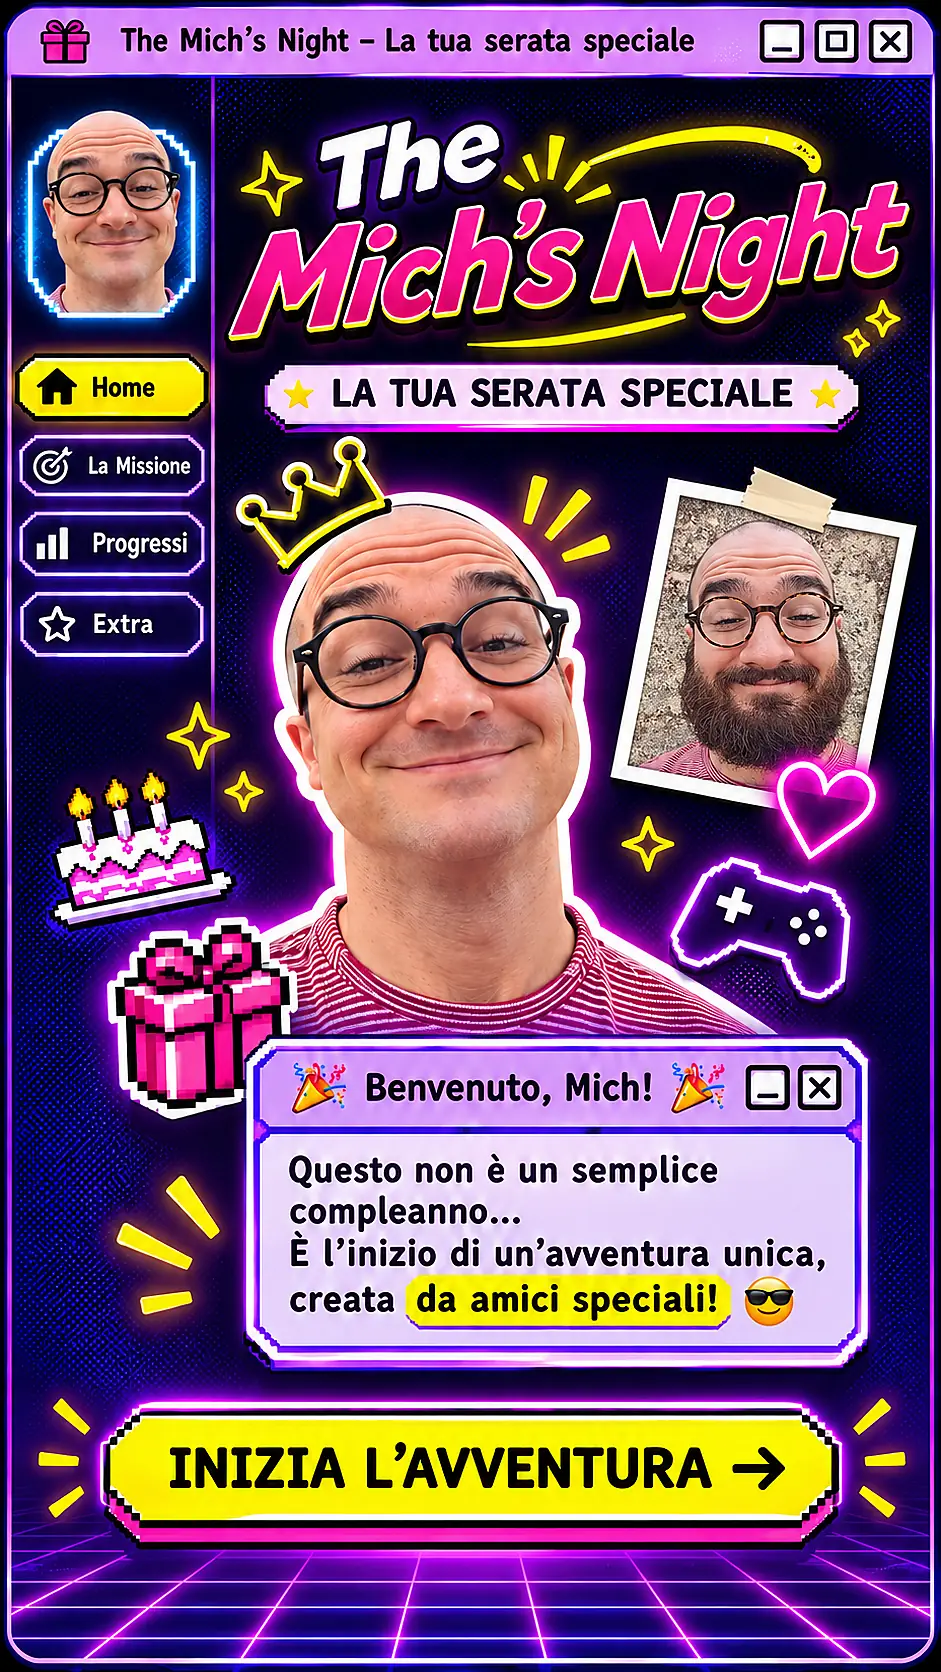 The Mich's Night – La tua serata speciale
The
Mich's Night
LA TUA SERATA SPECIALE
Home
La Missione
Progressi
Extra
Benvenuto, Mich!
Questo non è un semplice
compleanno...
È l'inizio di un'avventura unica,
creata da amici speciali!
INIZIA L'AVVENTURA →